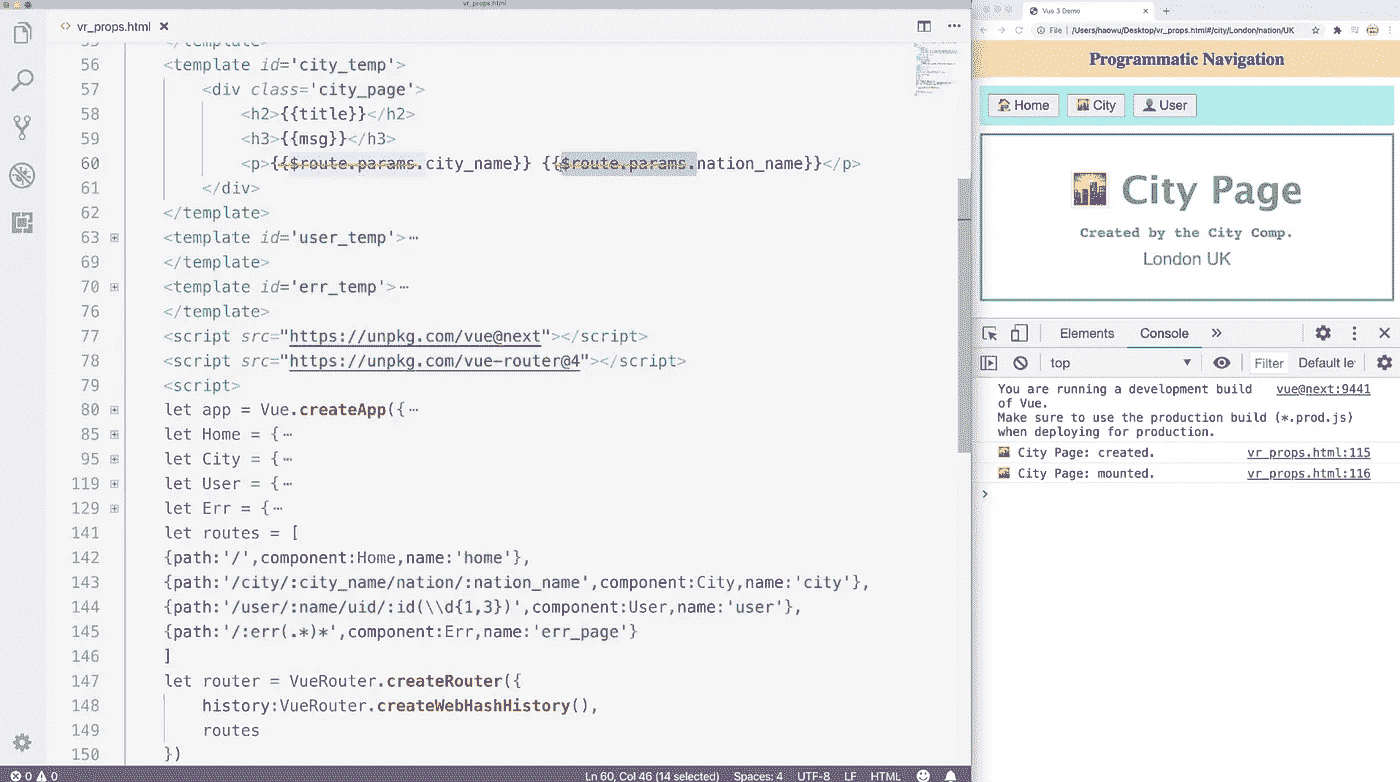 vr_props.html
vr_props.html
55 </template>
56 <template id='city_temp'>
57 <div class='city_page'>
58 <h2>{{title}}</h2>
59 <h3>{{msg}}</h3>
60 <p>{{$route.params.city_name}} {{$route.params.nation_name}}</p>
61 </div>
62 </template>
63 <template id='user_temp'>…
69 </template>
70 <template id='err_temp'>…
76 </template>
77 <script src="https://unpkg.com/vue@next"></script>
78 <script src="https://unpkg.com/vue-router@4"></script>
79 <script>
80 let app = Vue.createApp({…
85 let Home = {…
95 let City = {…
119 let User = {…
129 let Err = {…
141 let routes = [
142 {path:'/',component:Home,name:'home'},
143 {path:'/city/:city_name/nation/:nation_name',component:City,name:'city'},
144 {path:'/user/:name/uid/:id(\\d{1,3})',component:User,name:'user'},
145 {path:'/:err(.*)*',component:Err,name:'err_page'}
146 ]
147 let router = VueRouter.createRouter({
148 history:VueRouter.createWebHashHistory(),
149 routes
150 })
0 0 Ln 60, Col 46 (14 selected) Spaces: 4 UTF-8 LF HTML
Vue 3 Demo
File /Users/haowu/Desktop/vr_props.html#/city/London/nation/UK
Programmatic Navigation
Home City User
City Page
Created by the City Comp.
London UK
Elements Console
top Filter Default le
You are running a development build vue@next:9441
of Vue.
Make sure to use the production build (*.prod.js)
when deploying for production.
City Page: created. vr_props.html:115
City Page: mounted. vr_props.html:116